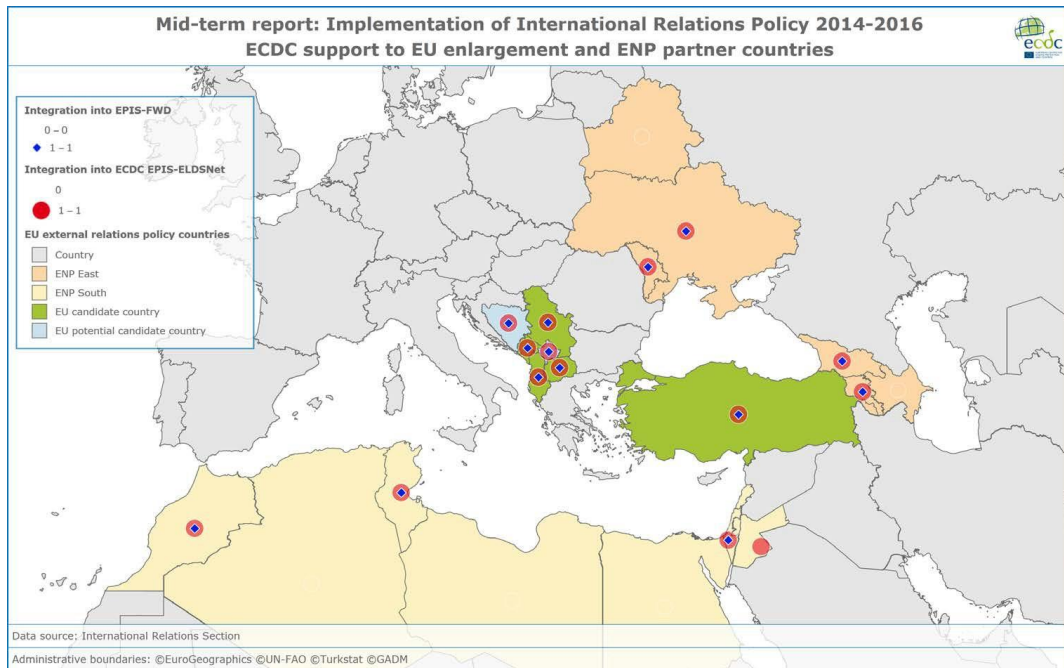 Mid-term report: Implementation of International Relations Policy 2014-2016
ECDC support to EU enlargement and ENP partner countries
ecdc
Integration into EPIS-FWD
0 – 0
1 – 1
Integration into ECDC EPIS-ELDSNet
0
1 – 1
EU external relations policy countries
Country
ENP East
ENP South
EU candidate country
EU potential candidate country
Data source; International Relations Section
Administrative boundaries: ©EuroGeographics ©UN-FAO ©Turkstat ©GADM